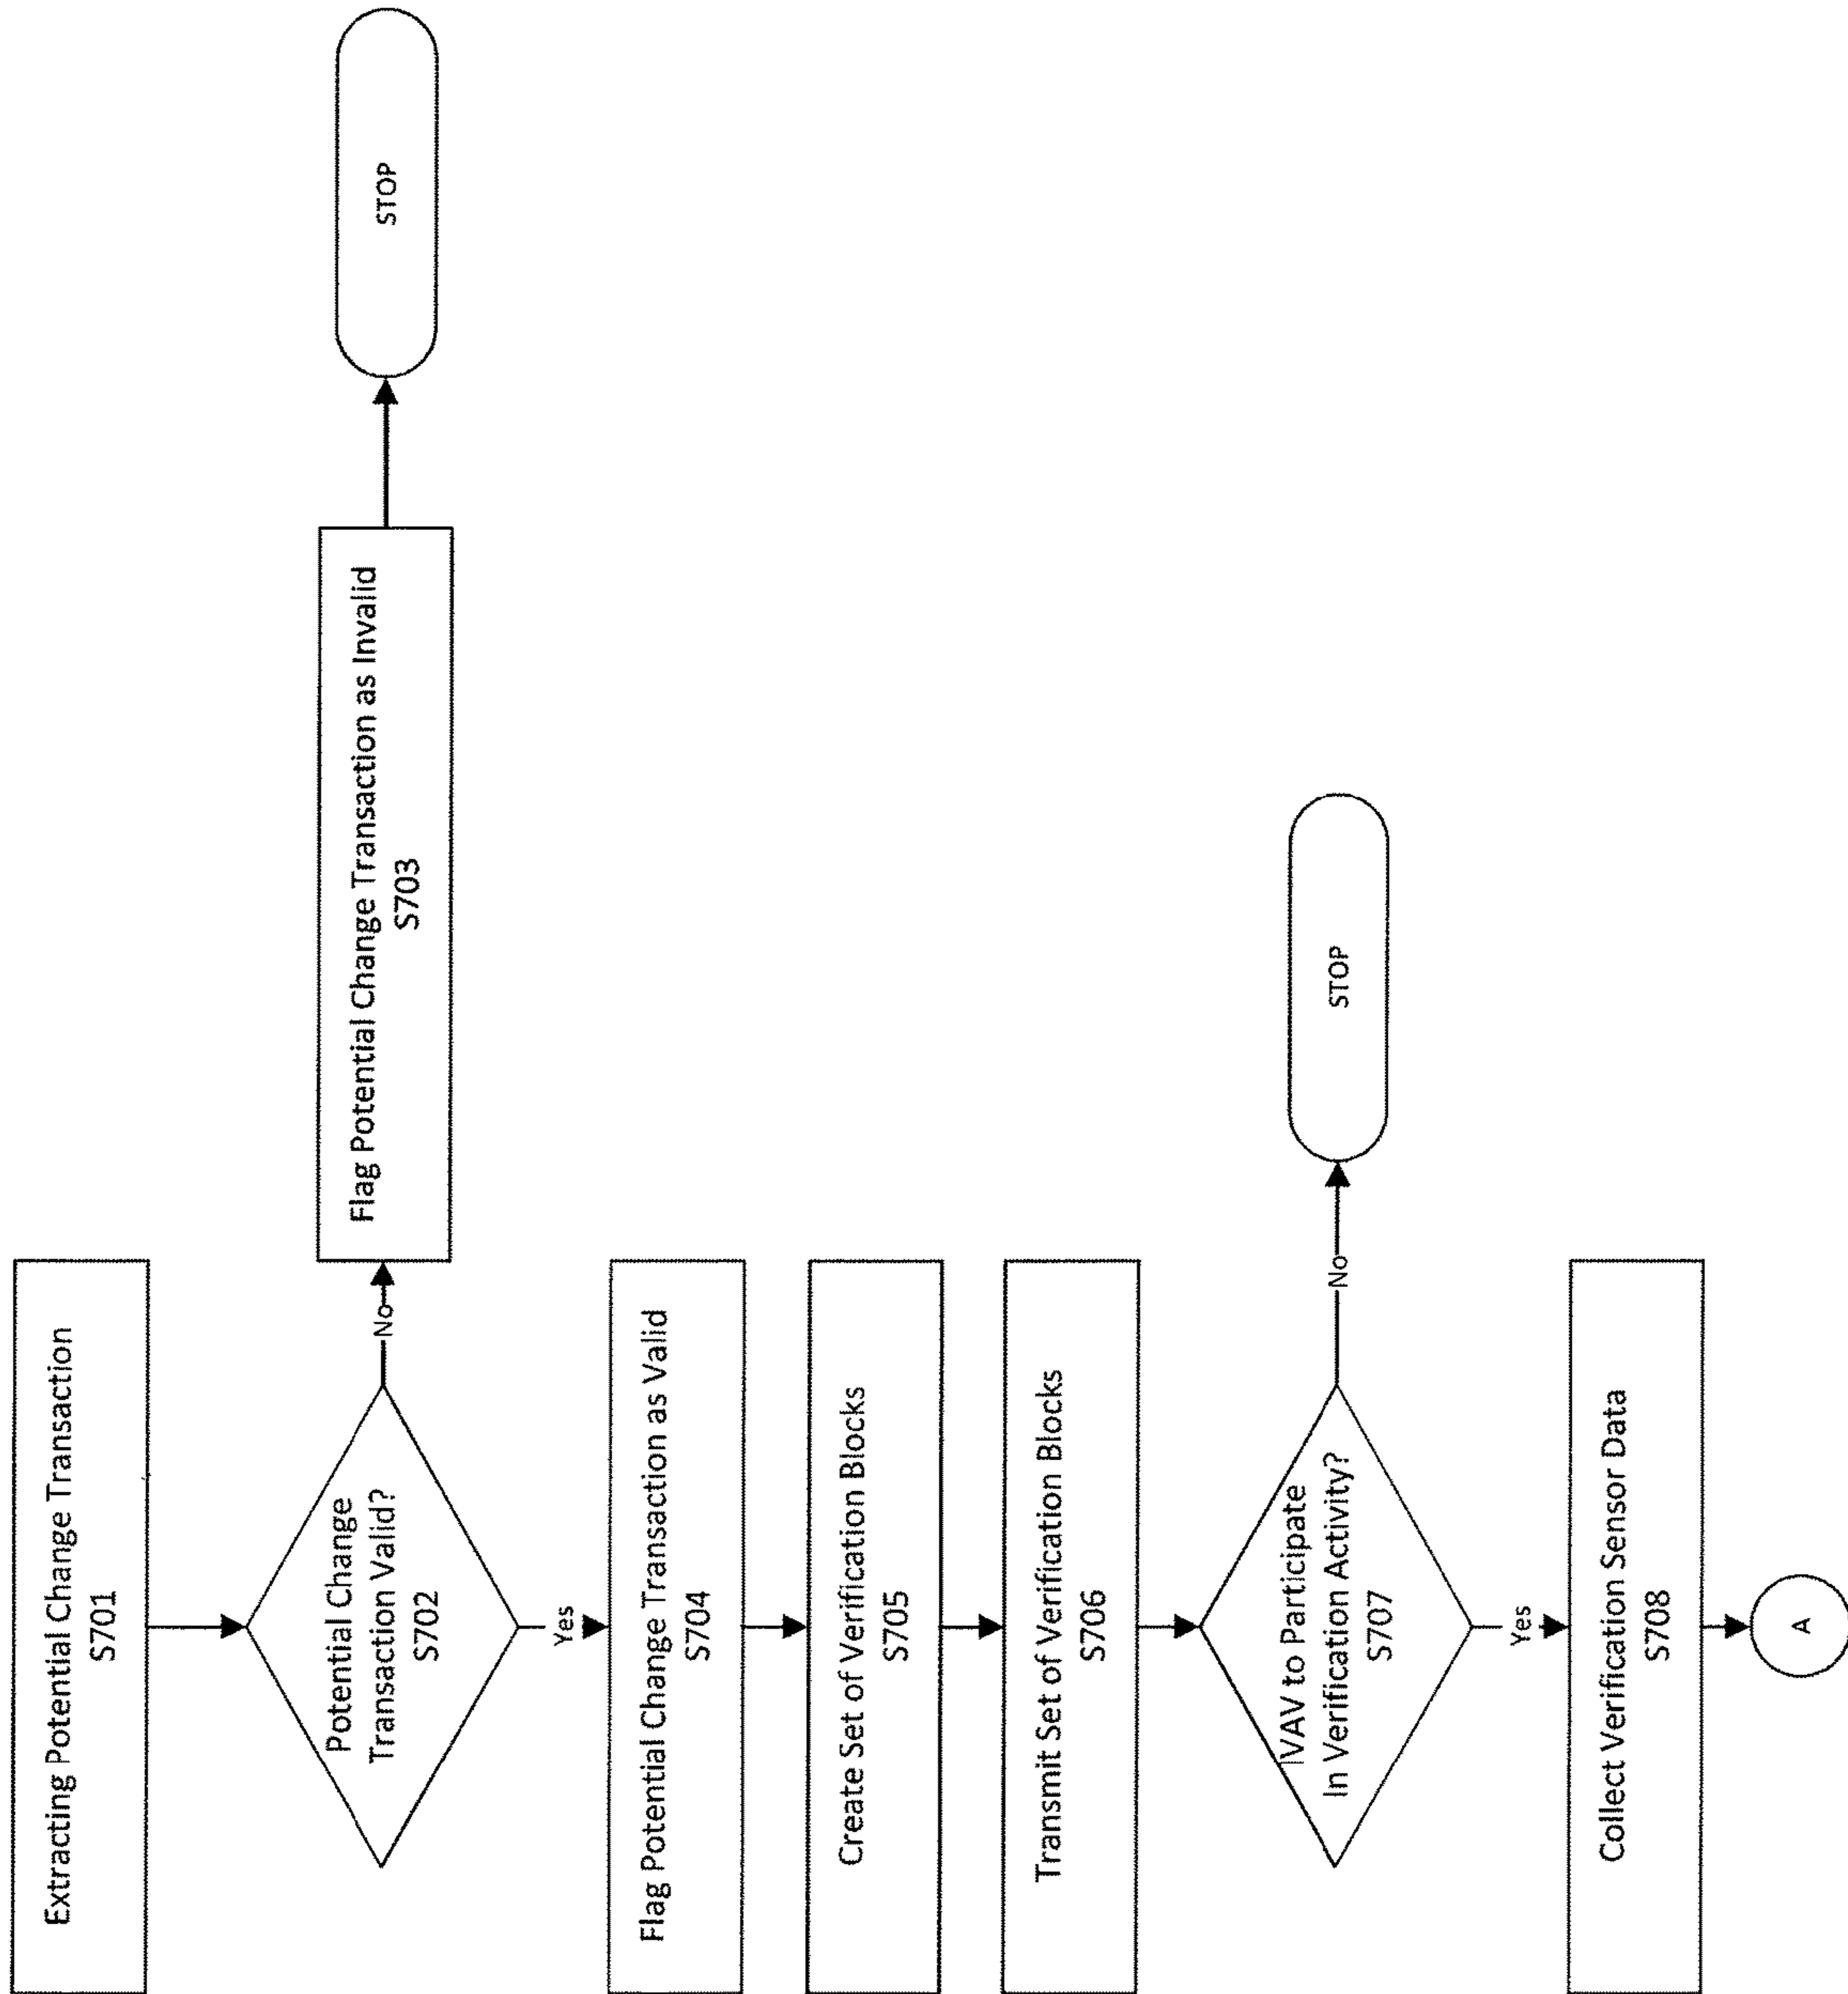 Extracting Potential Change Transaction
S701
Potential Change
Transaction Valid?
S702
No
Flag Potential Change Transaction as Invalid
S703
STOP
Yes
Flag Potential Change Transaction as Valid
S704
Create Set of Verification Blocks
S705
Transmit Set of Verification Blocks
S706
VAV to Participate
In Verification Activity?
S707
No
STOP
Yes
Collect Verification Sensor Data
S708
A